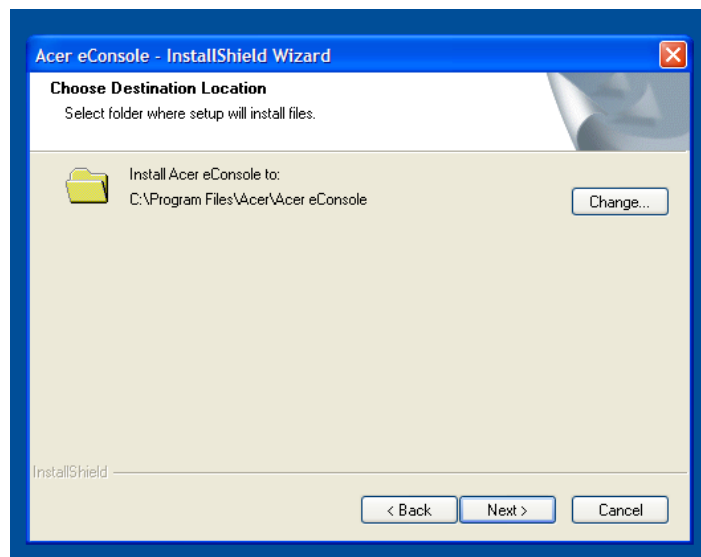 Acer eConsole - InstallShield Wizard
Choose Destination Location
Select folder where setup will install files.
Install Acer eConsole to:
C:\Program Files\Acer\Acer eConsole
Change...
InstallShield
< Back
Next >
Cancel